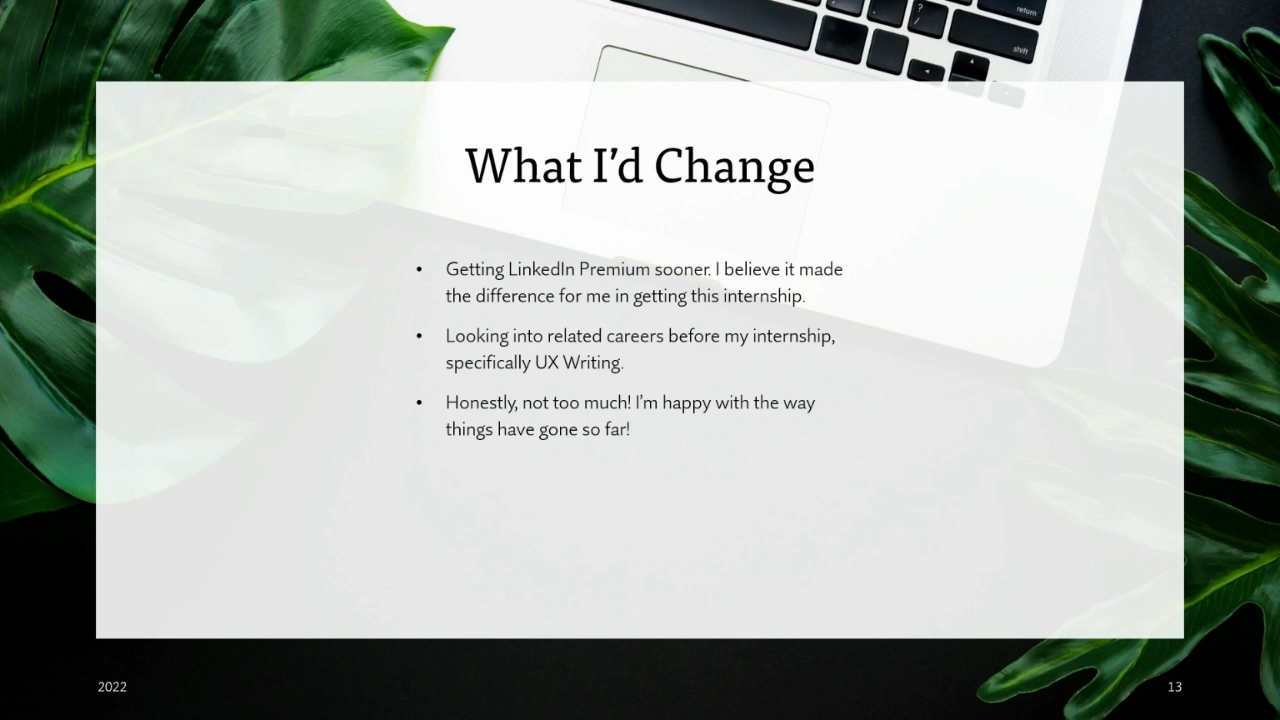 return
?
/
shift
What I’d Change
• Getting LinkedIn Premium sooner. I believe it made
the difference for me in getting this internship.
• Looking into related careers before my internship,
specifically UX Writing.
• Honestly, not too much! I’m happy with the way
things have gone so far!
2022
13